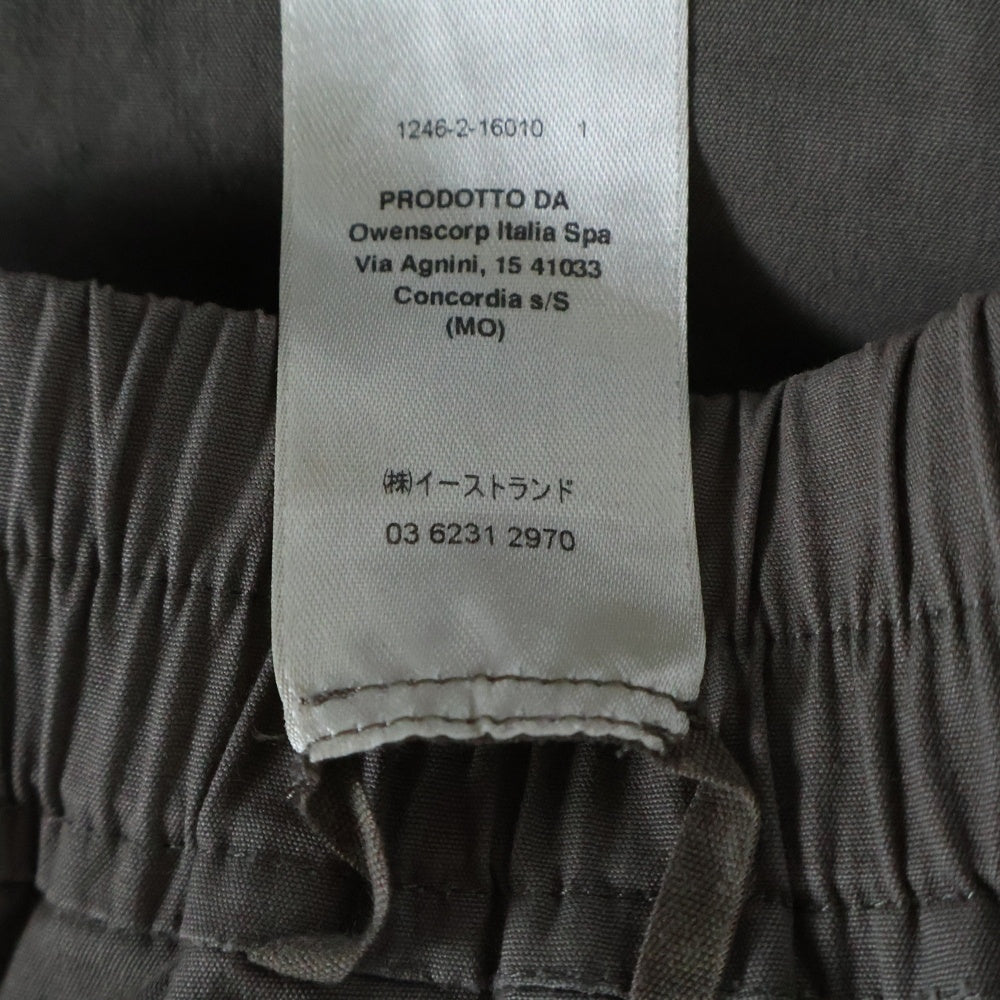 1246-2-16010 1
PRODOTTO DA
Owenscorp Italia Spa
Via Agnini, 15 41033
Concordia s/S
(MO)
㈱イーストランド
03 6231 2970